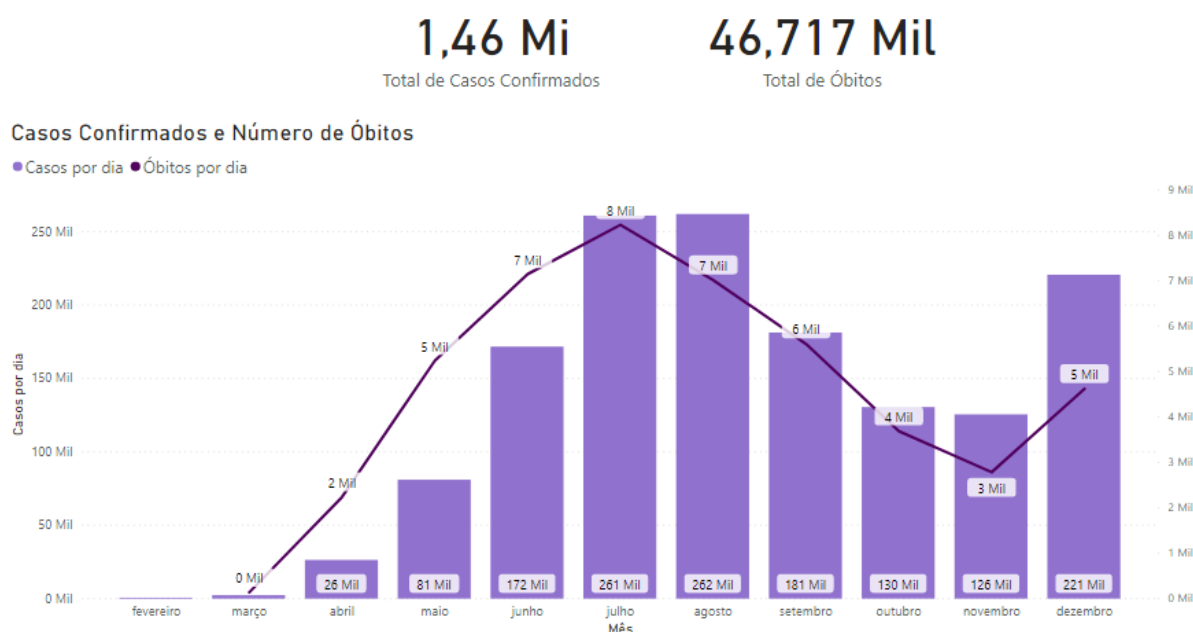 1,46 Mi
Total de Casos Confirmados
46,717 Mil
Total de Óbitos
Casos Confirmados e Número de Óbitos
Casos por dia Óbitos por dia
Casos por dia
250 Mil
200 Mil
150 Mil
100 Mil
50 Mil
0 Mil
9 Mil
8 Mil
7 Mil
6 Mil
5 Mil
4 Mil
3 Mil
2 Mil
1 Mil
0 Mil
0 Mil
2 Mil
5 Mil
7 Mil
8 Mil
7 Mil
6 Mil
4 Mil
3 Mil
5 Mil
26 Mil
81 Mil
172 Mil
261 Mil
262 Mil
181 Mil
130 Mil
126 Mil
221 Mil
fevereiro março abril maio junho julho agosto setembro outubro novembro dezembro
Mês